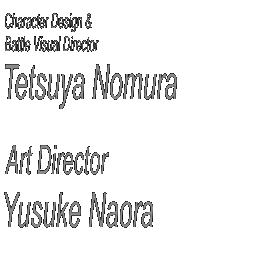 Character Design &
Battle Visual Director
Tetsuya Nomura
Art Director
Yusuke Naora